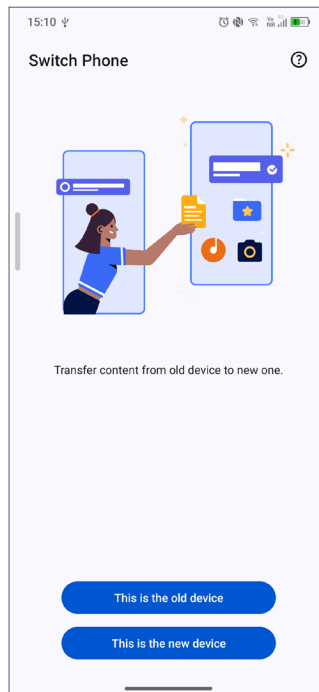 15:10
Switch Phone
Transfer content from old device to new one.
This is the old device
This is the new device